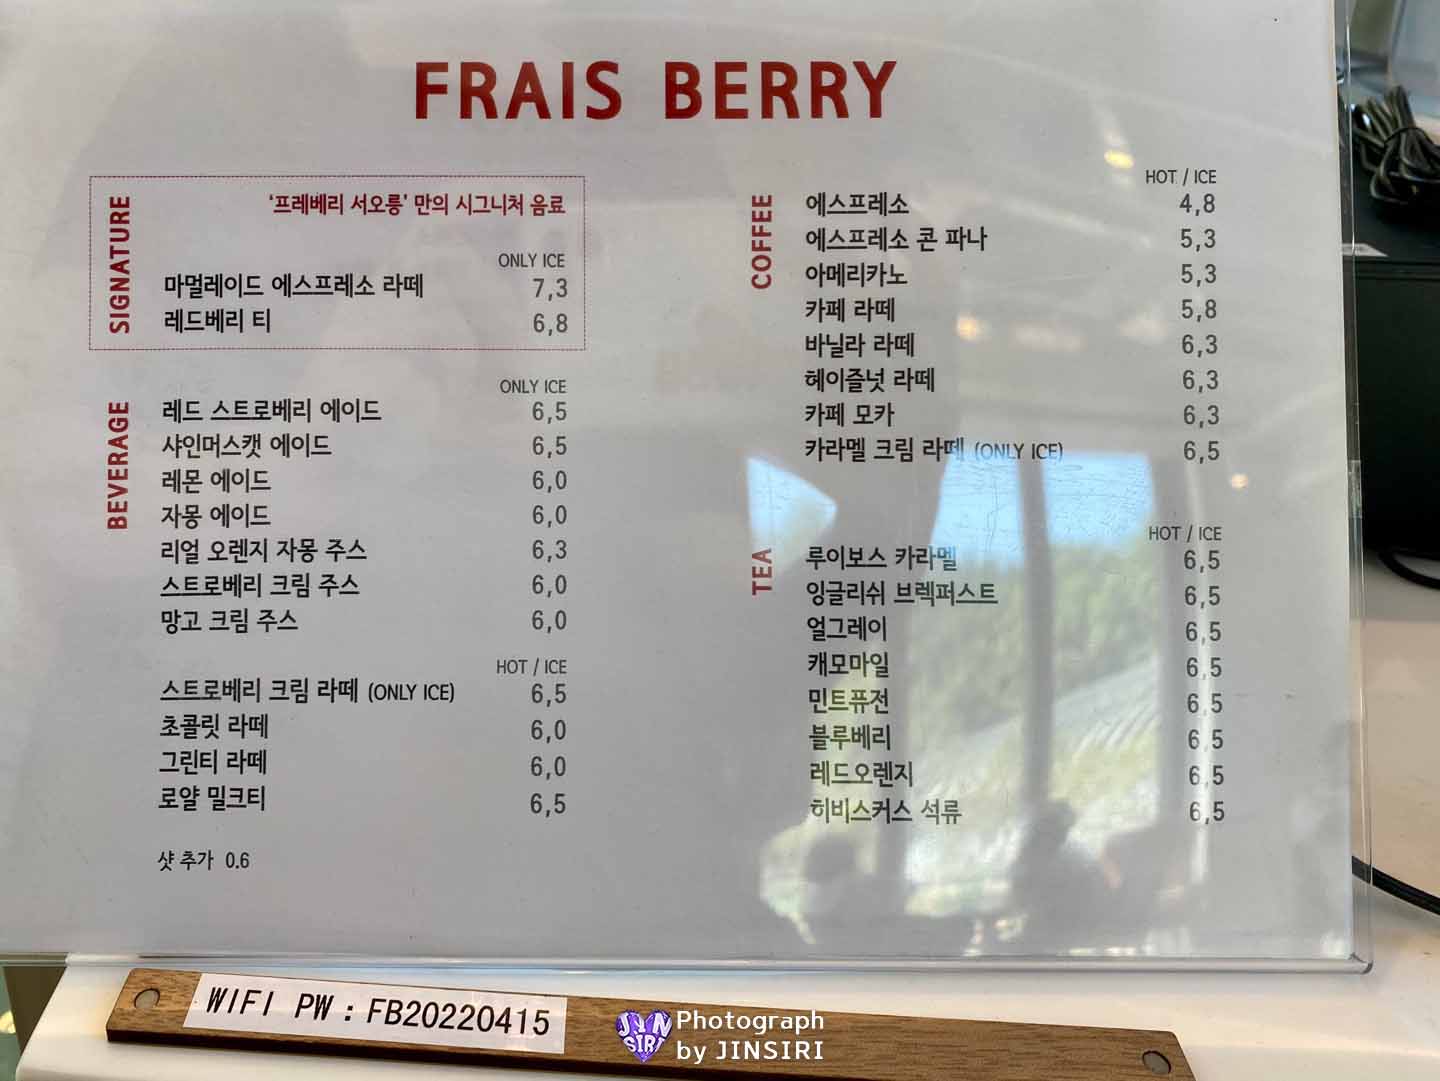 FRAIS BERRY
SIGNATURE
'프레베리 서오릉' 만의 시그니처 음료
ONLY ICE
마멀레이드 에스프레소 라떼 7,3
레드베리 티 6,8
BEVERAGE
ONLY ICE
레드 스트로베리 에이드 6,5
샤인머스캣 에이드 6,5
레몬 에이드 6,0
자몽 에이드 6,0
리얼 오렌지 자몽 주스 6,3
스트로베리 크림 주스 6,0
망고 크림 주스 6,0
HOT / ICE
스트로베리 크림 라떼 (ONLY ICE) 6,5
초콜릿 라떼 6,0
그린티 라떼 6,0
로얄 밀크티 6,5
샷 추가 0.6
COFFEE
HOT / ICE
에스프레소 4,8
에스프레소 콘 파나 5,3
아메리카노 5,3
카페 라떼 5,8
바닐라 라떼 6,3
헤이즐넛 라떼 6,3
카페 모카 6,3
카라멜 크림 라떼 (ONLY ICE) 6,5
TEA
HOT / ICE
루이보스 카라멜 6,5
잉글리쉬 브렉퍼스트 6,5
얼그레이 6,5
캐모마일 6,5
민트퓨전 6,5
블루베리 6,5
레드오렌지 6,5
히비스커스 석류 6,5
WIFI PW : FB20220415
JIN
SIRI
Photograph
by JINSIRI